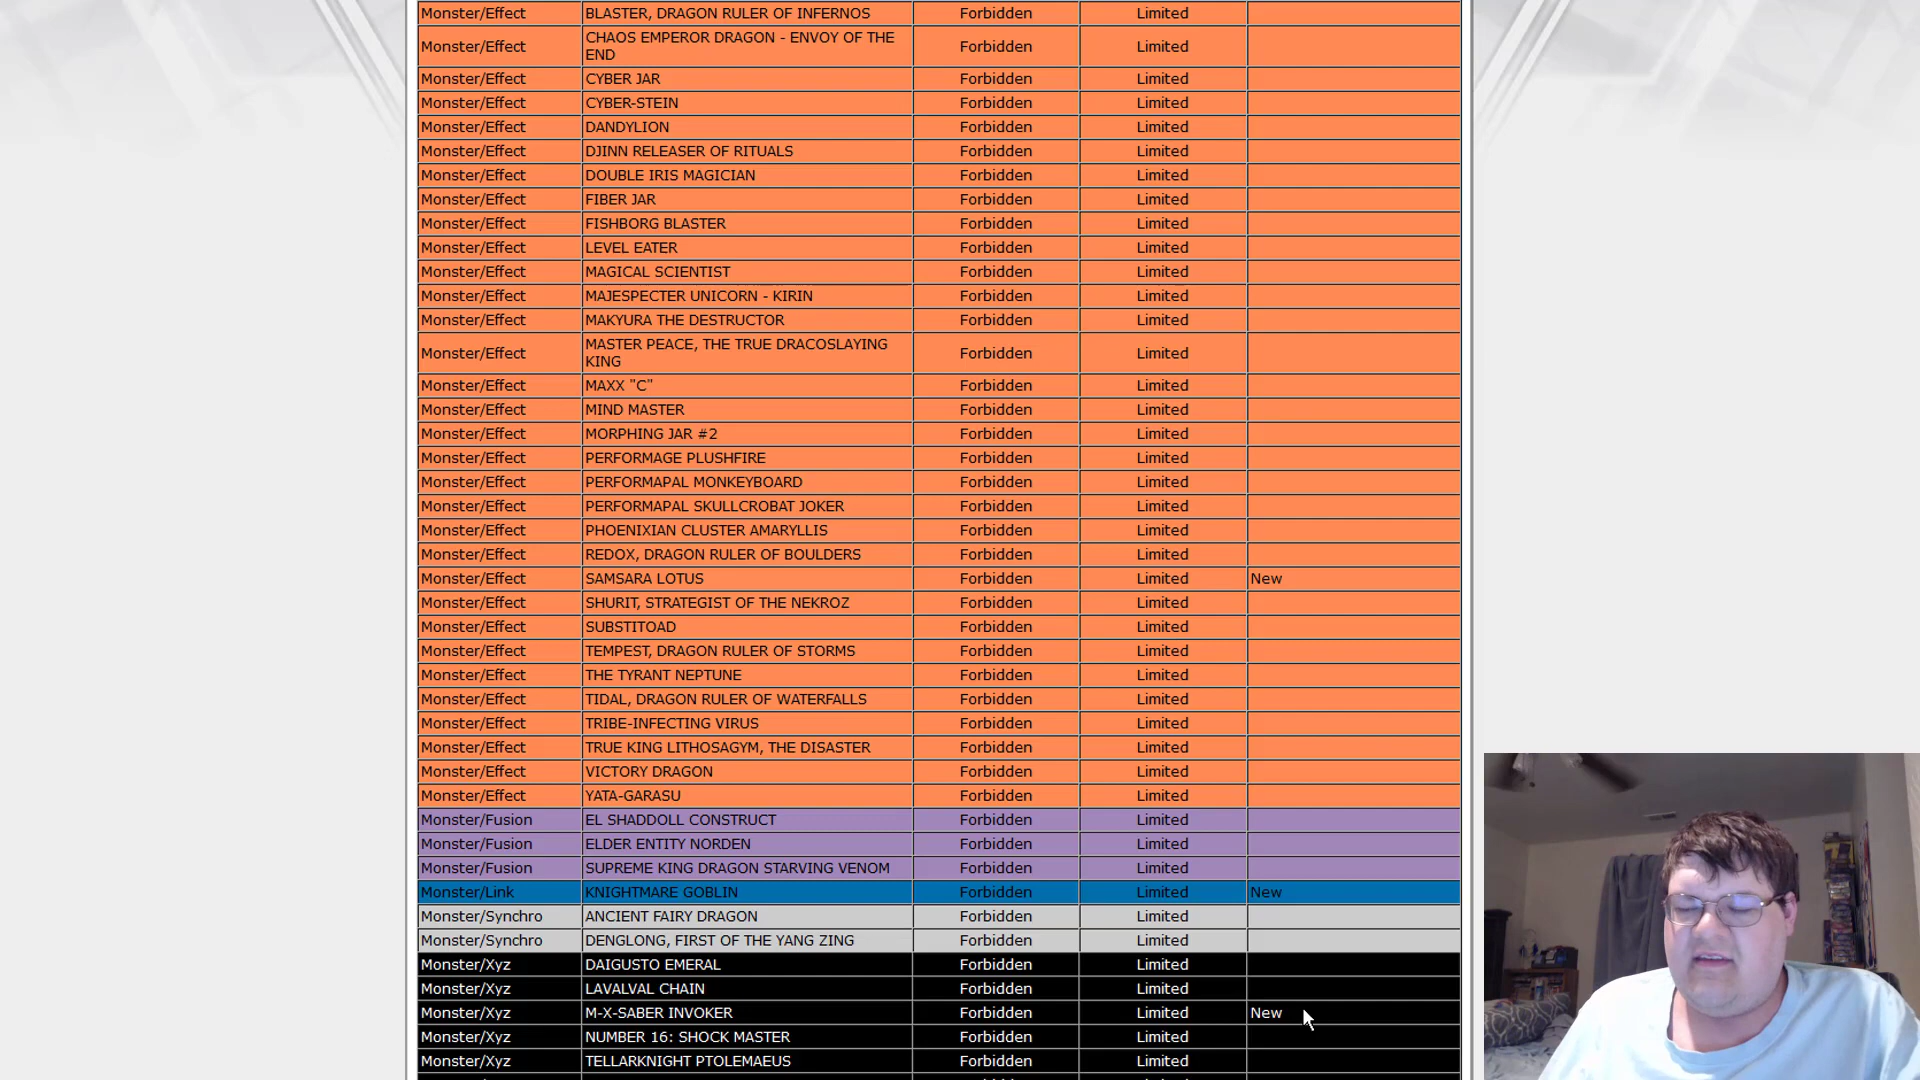 Monster/Effect BLASTER, DRAGON RULER OF INFERNOS Forbidden Limited
Monster/Effect CHAOS EMPEROR DRAGON - ENVOY OF THE END Forbidden Limited
Monster/Effect CYBER JAR Forbidden Limited
Monster/Effect CYBER-STEIN Forbidden Limited
Monster/Effect DANDYLION Forbidden Limited
Monster/Effect DJINN RELEASER OF RITUALS Forbidden Limited
Monster/Effect DOUBLE IRIS MAGICIAN Forbidden Limited
Monster/Effect FIBER JAR Forbidden Limited
Monster/Effect FISHBORG BLASTER Forbidden Limited
Monster/Effect LEVEL EATER Forbidden Limited
Monster/Effect MAGICAL SCIENTIST Forbidden Limited
Monster/Effect MAJESPECTER UNICORN - KIRIN Forbidden Limited
Monster/Effect MAKYURA THE DESTRUCTOR Forbidden Limited
Monster/Effect MASTER PEACE, THE TRUE DRACOSLAYING KING Forbidden Limited
Monster/Effect MAXX "C" Forbidden Limited
Monster/Effect MIND MASTER Forbidden Limited
Monster/Effect MORPHING JAR #2 Forbidden Limited
Monster/Effect PERFORMAGE PLUSHFIRE Forbidden Limited
Monster/Effect PERFORMAPAL MONKEYBOARD Forbidden Limited
Monster/Effect PERFORMAPAL SKULLCROBAT JOKER Forbidden Limited
Monster/Effect PHOENIXIAN CLUSTER AMARYLLIS Forbidden Limited
Monster/Effect REDOX, DRAGON RULER OF BOULDERS Forbidden Limited
Monster/Effect SAMSARA LOTUS Forbidden Limited New
Monster/Effect SHURIT, STRATEGIST OF THE NEKROZ Forbidden Limited
Monster/Effect SUBSTITOAD Forbidden Limited
Monster/Effect TEMPEST, DRAGON RULER OF STORMS Forbidden Limited
Monster/Effect THE TYRANT NEPTUNE Forbidden Limited
Monster/Effect TIDAL, DRAGON RULER OF WATERFALLS Forbidden Limited
Monster/Effect TRIBE-INFECTING VIRUS Forbidden Limited
Monster/Effect TRUE KING LITHOSAGYM, THE DISASTER Forbidden Limited
Monster/Effect VICTORY DRAGON Forbidden Limited
Monster/Effect YATA-GARASU Forbidden Limited
Monster/Fusion EL SHADDOLL CONSTRUCT Forbidden Limited
Monster/Fusion ELDER ENTITY NORDEN Forbidden Limited
Monster/Fusion SUPREME KING DRAGON STARVING VENOM Forbidden Limited
Monster/Link KNIGHTMARE GOBLIN Forbidden Limited New
Monster/Synchro ANCIENT FAIRY DRAGON Forbidden Limited
Monster/Synchro DENGLONG, FIRST OF THE YANG ZING Forbidden Limited
Monster/Xyz DAIGUSTO EMERAL Forbidden Limited
Monster/Xyz LAVALVAL CHAIN Forbidden Limited
Monster/Xyz M-X-SABER INVOKER Forbidden Limited New
Monster/Xyz NUMBER 16: SHOCK MASTER Forbidden Limited
Monster/Xyz TELLARKNIGHT PTOLEMAEUS Forbidden Limited